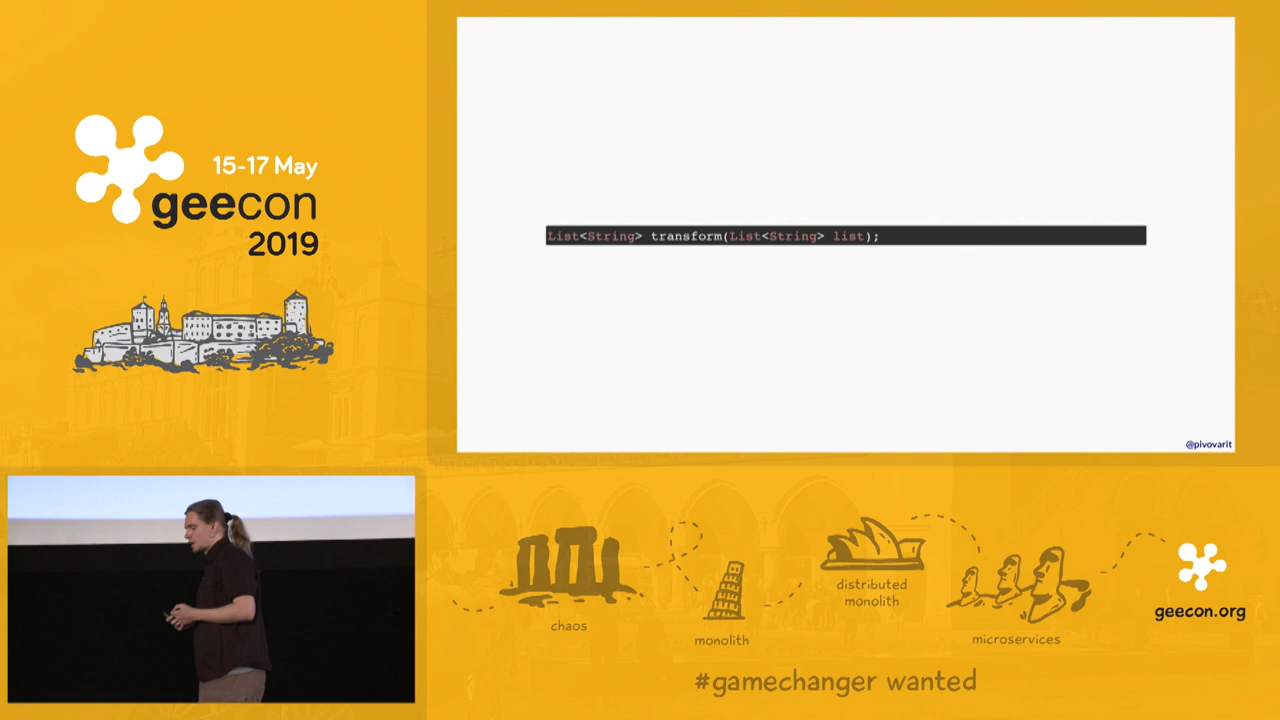 15-17 May
geecon
2019
List<String> transform(List<String> list);
@pivovarit
chaos
monolith
distributed
monolith
microservices
geecon.org
#gamechanger wanted